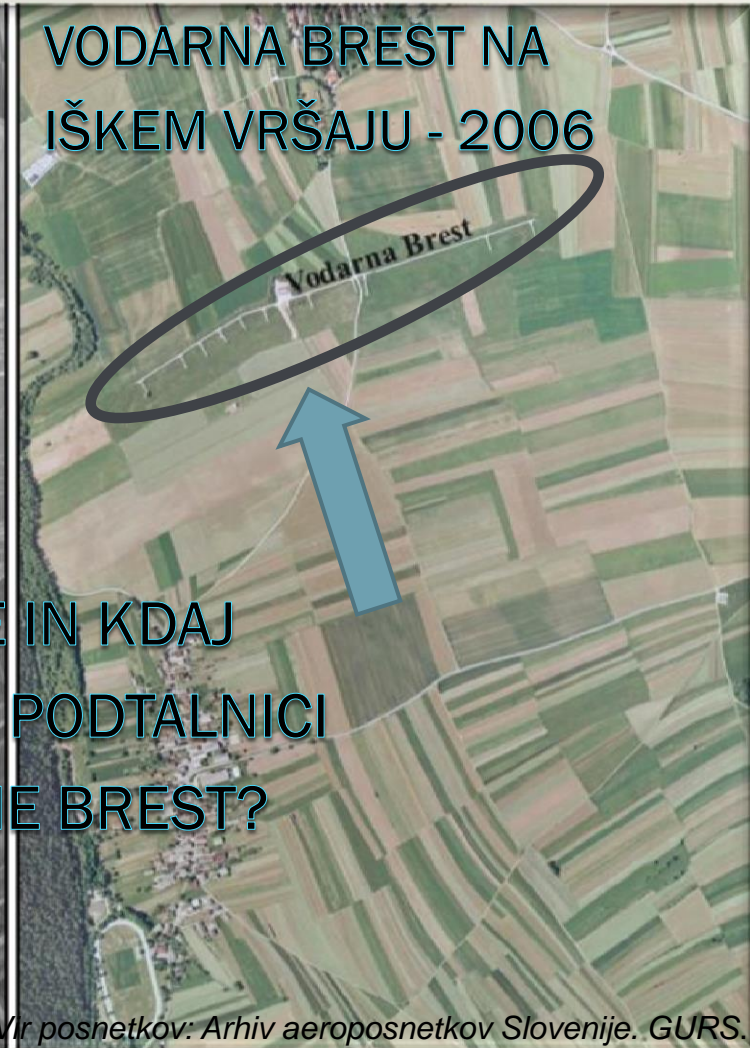 VODARNA BREST NA
IŠKEM VRŠAJU - 2006
Vodarna Brest
IN KDAJ
PODTALNICI
BREST?
Vir posnetkov: Arhiv aeroposnetkov Slovenije. GURS.